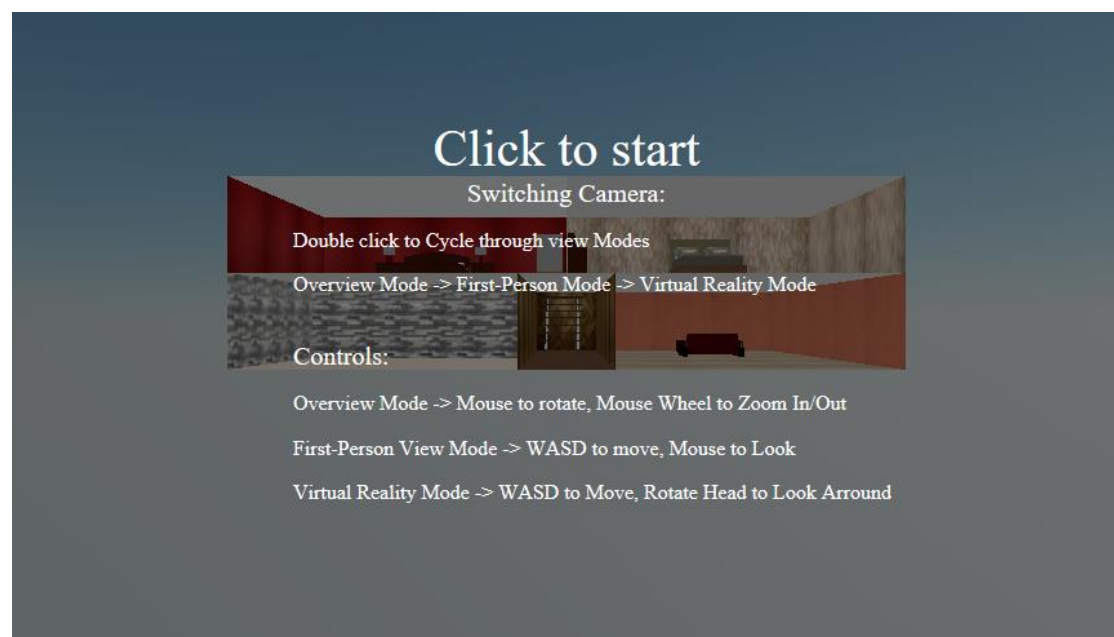 Click to start
Switching Camera:
Double click to Cycle through view Modes
Overview Mode -> First-Person Mode -> Virtual Reality Mode
Controls:
Overview Mode -> Mouse to rotate, Mouse Wheel to Zoom In/Out
First-Person View Mode -> WASD to move, Mouse to Look
Virtual Reality Mode -> WASD to Move, Rotate Head to Look Arround